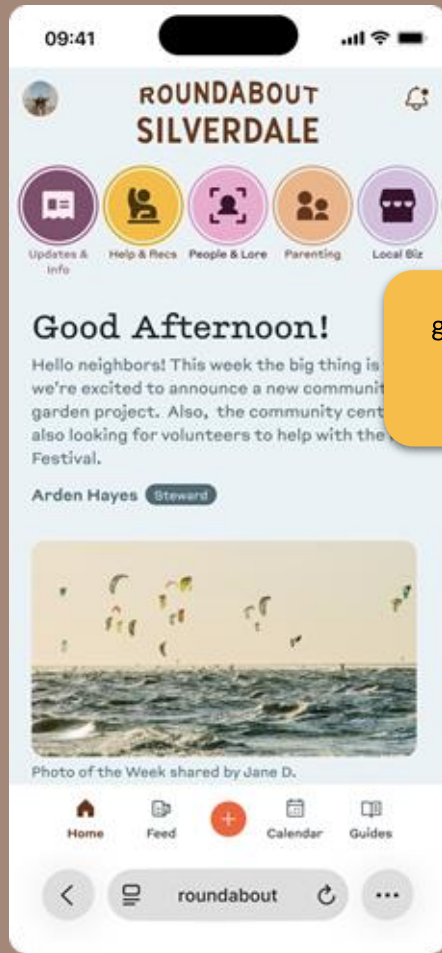 09:41
ROUNDABOUT
SILVERDALE
Updates &
Info
Help & Recs
People & Lore
Parenting
Local Biz
Good Afternoon!
Hello neighbors! This week the big thing is
we're excited to announce a new communit
garden project. Also, the community cent
also looking for volunteers to help with the
Festival.
g
Arden Hayes Steward
Photo of the Week shared by Jane D.
Home
Feed
+
Calendar
Guides
roundabout